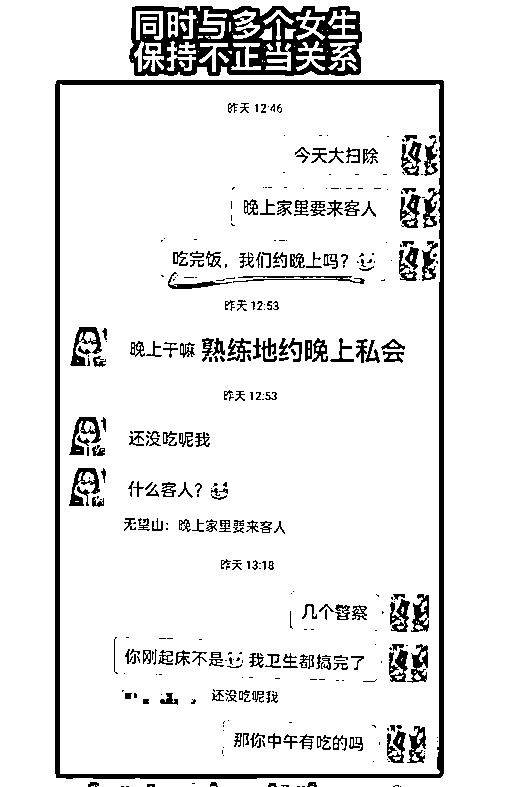 同时与多个女生
保持不正当关系
昨天 12:46
今天大扫除
晚上家里要来客人
吃完饭，我们约晚上吗？
昨天 12:53
晚上干嘛 熟练地约晚上私会
昨天 12:53
还没吃呢我
什么客人？
无望山：晚上家里要来客人
昨天 13:18
几个警察
你刚起床不是 我卫生都搞完了
还没吃呢我
那你中午有吃的吗